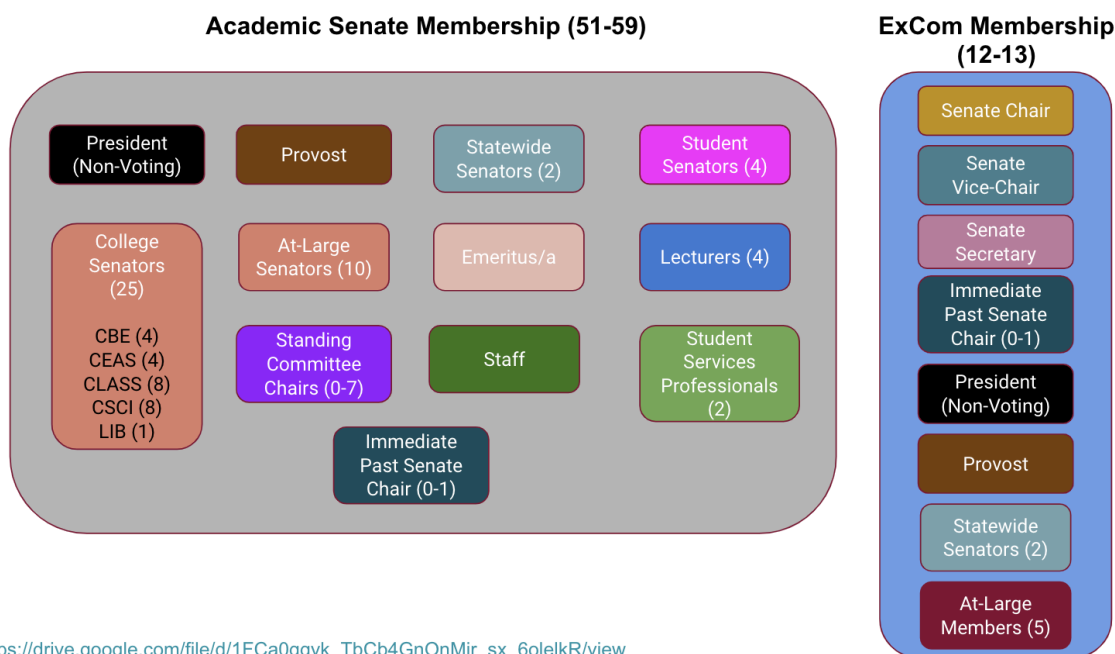 Academic Senate Membership (51-59)
President
(Non-Voting)
Provost
Statewide
Senators (2)
Student
Senators (4)
College
Senators
(25)
CBE (4)
CEAS (4)
CLASS (8)
CSCI (8)
LIB (1)
At-Large
Senators (10)
Emeritus/a
Lecturers (4)
Standing
Committee
Chairs (0-7)
Staff
Student
Services
Professionals
(2)
Immediate
Past Senate
Chair (0-1)
ExCom Membership
(12-13)
Senate Chair
Senate
Vice-Chair
Senate
Secretary
Immediate
Past Senate
Chair (0-1)
President
(Non-Voting)
Provost
Statewide
Senators (2)
At-Large
Members (5)